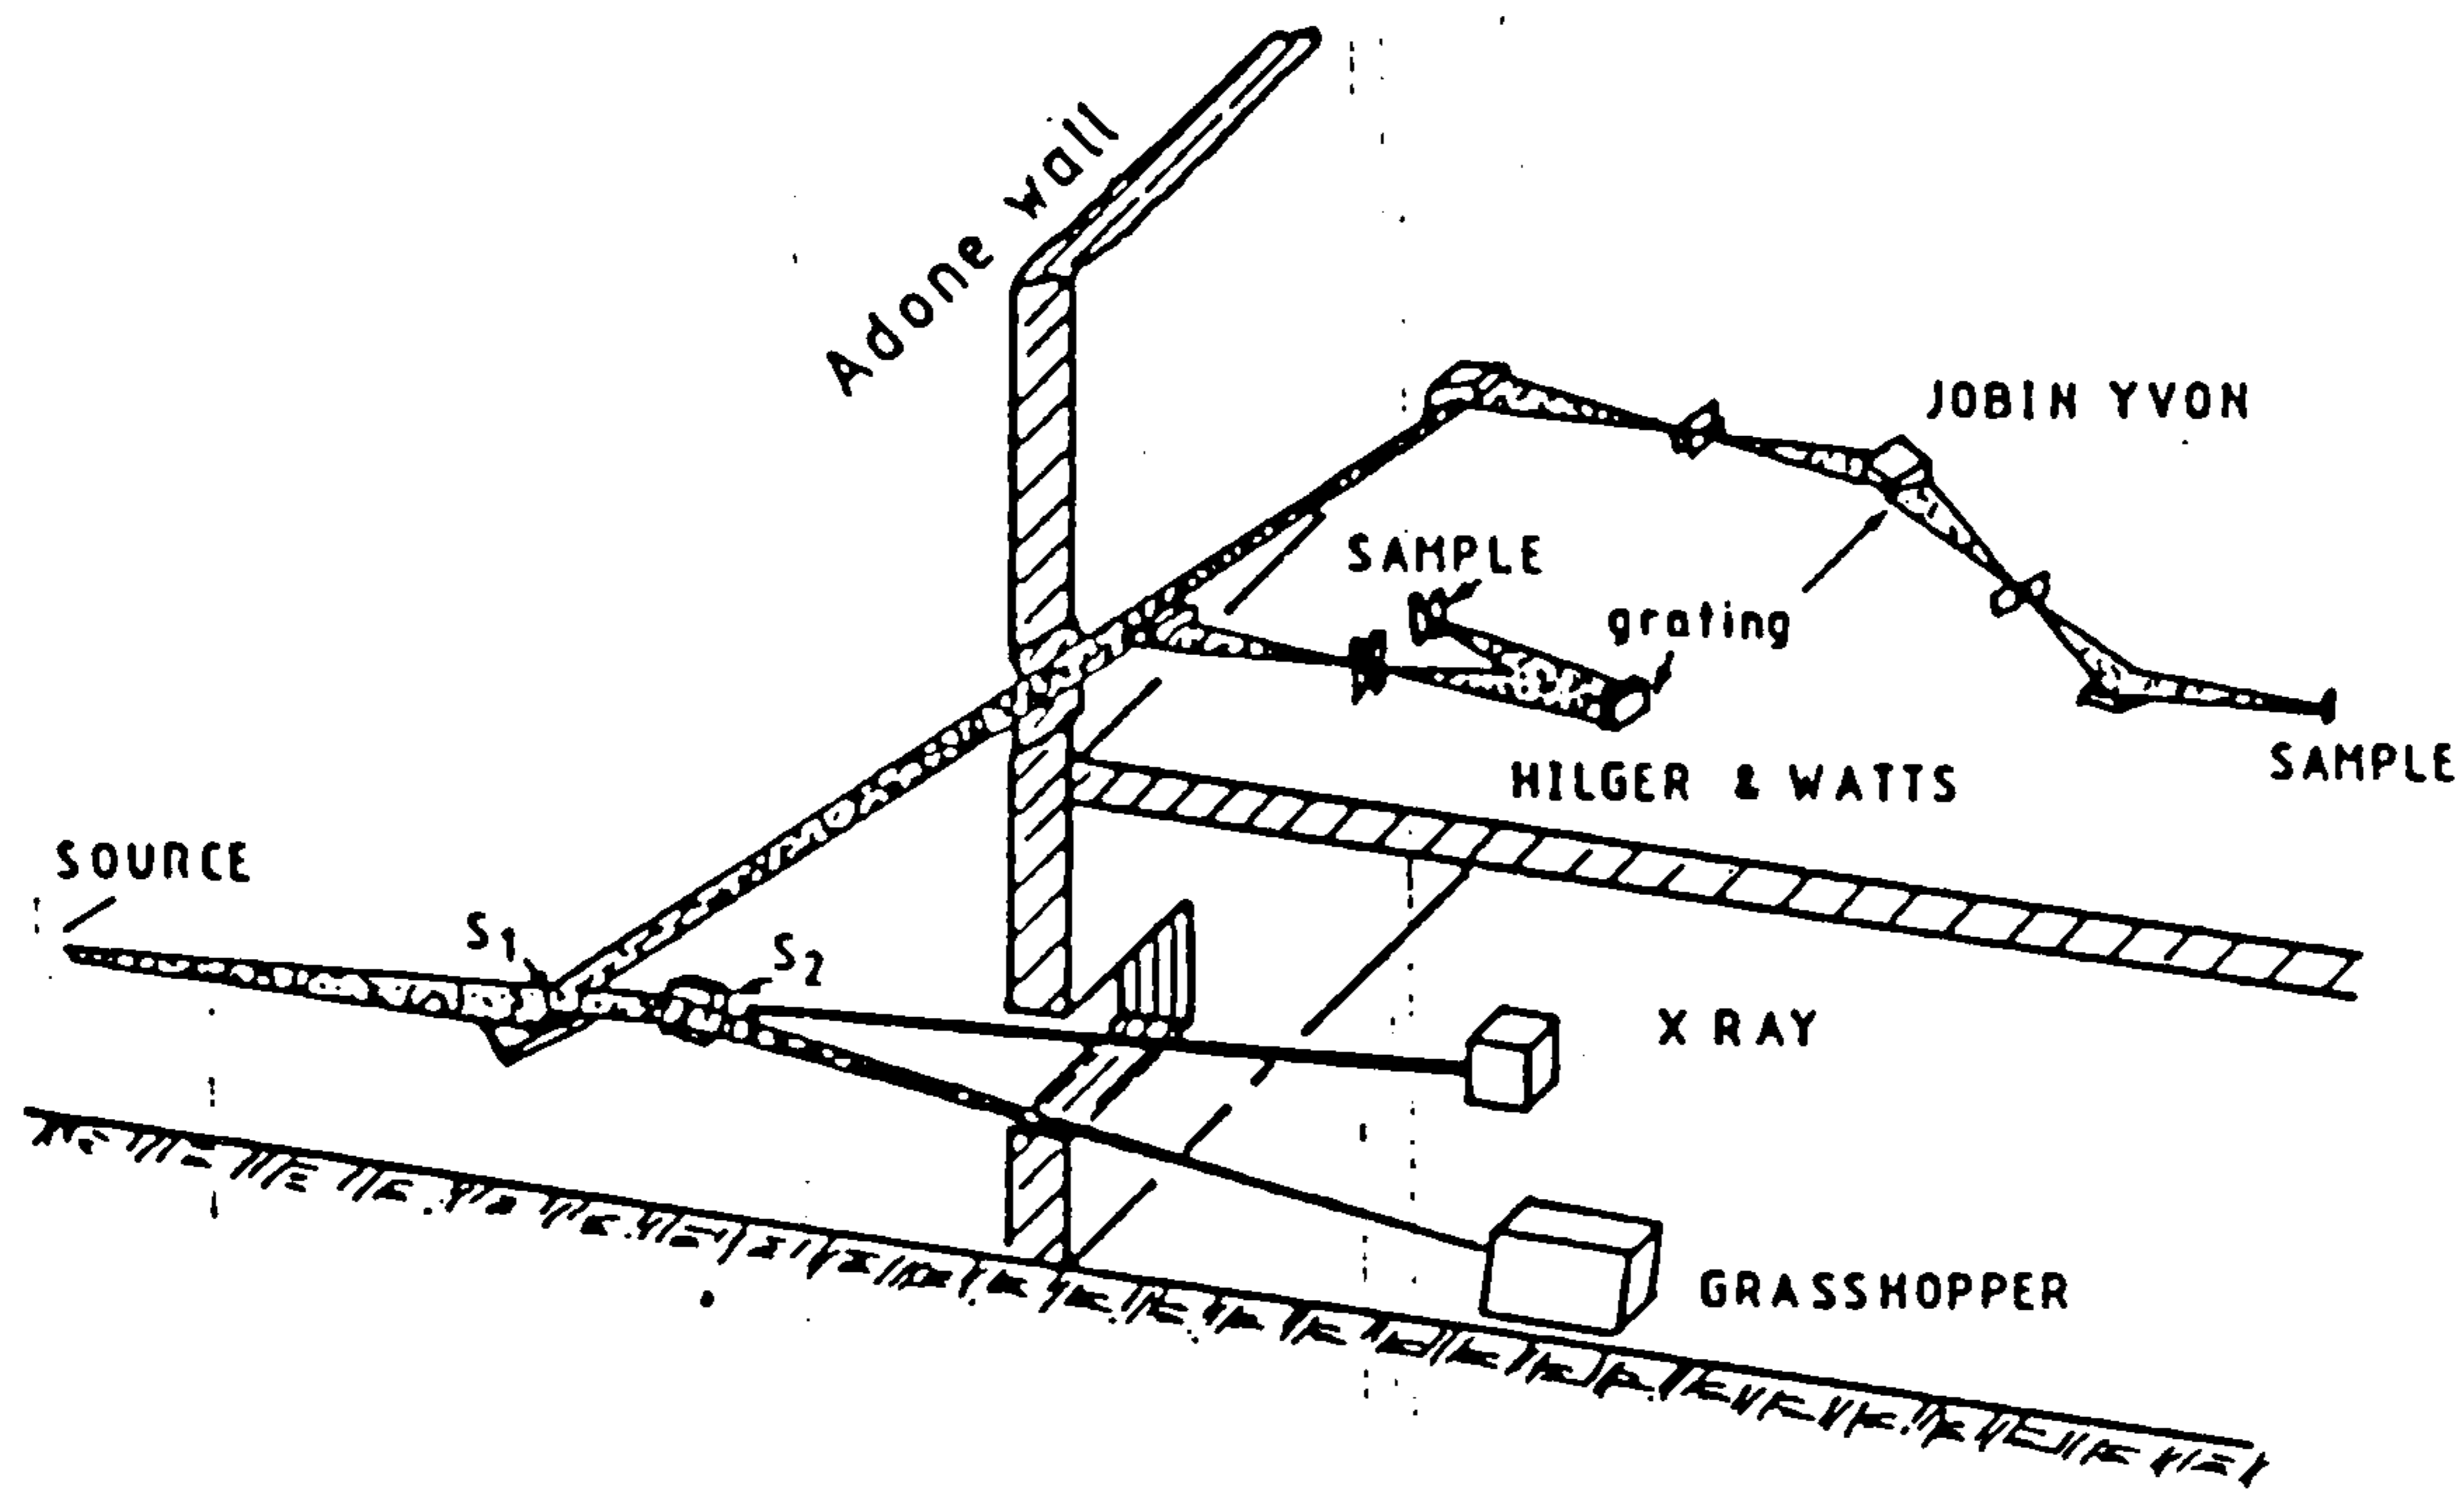 Adone wall
JOBIN YVON
SAMPLE
grating
SAMPLE
HILGER & WATTS
SOURCE
S1
S2
X RAY
GRASSHOPPER